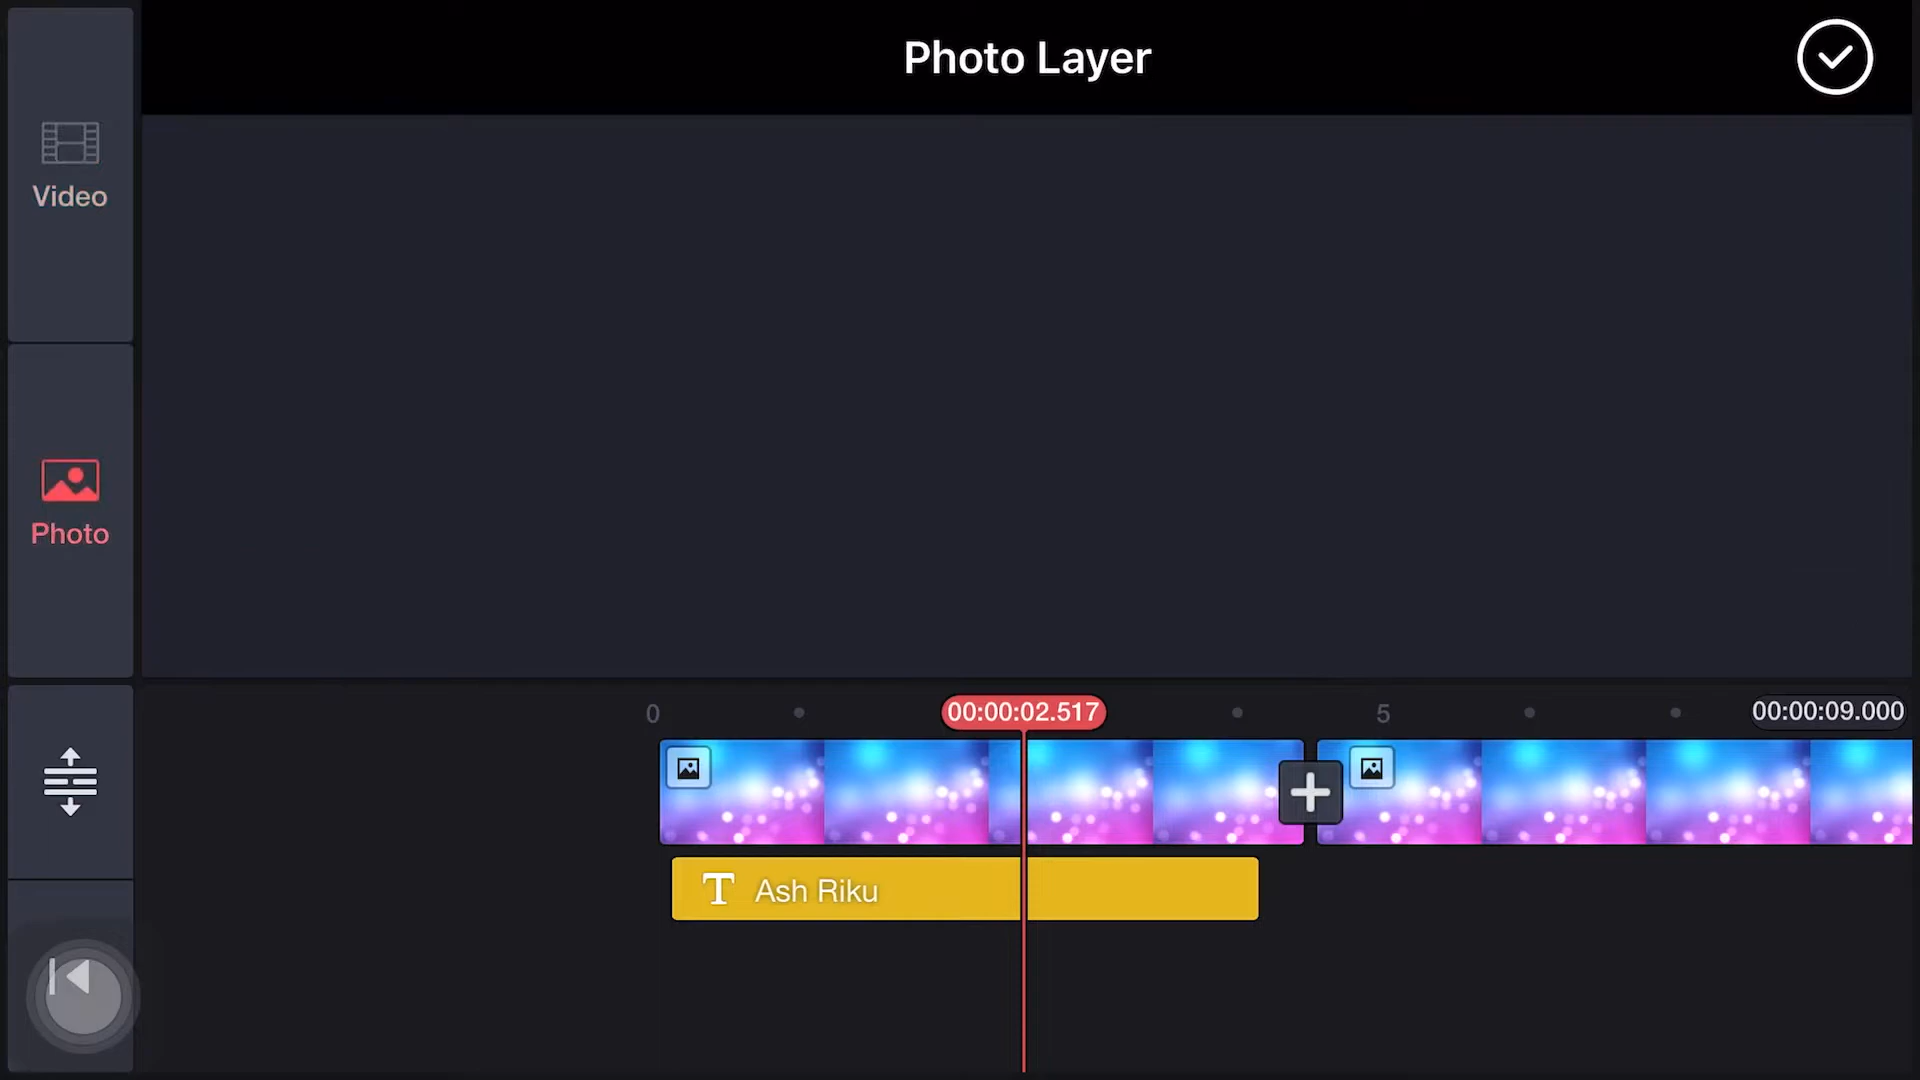 Photo Layer
Video
Photo
0
00:00:02.517
5
00:00:09.000
T Ash Riku